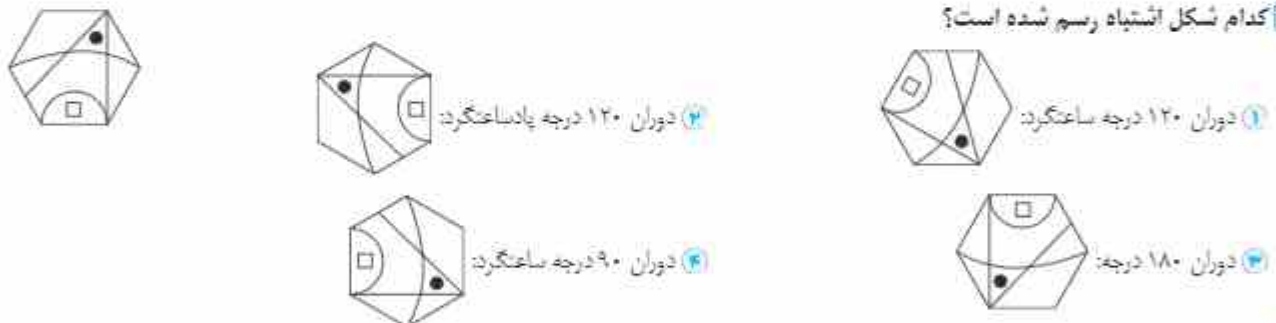 کدام شکل اشتباه رسم شده است؟
۱) دوران ۱۲۰ درجه ساعتگرد:
۲) دوران ۱۲۰ درجه پادساعتگرد:
۳) دوران ۱۸۰ درجه:
۴) دوران ۹۰ درجه ساعتگرد: